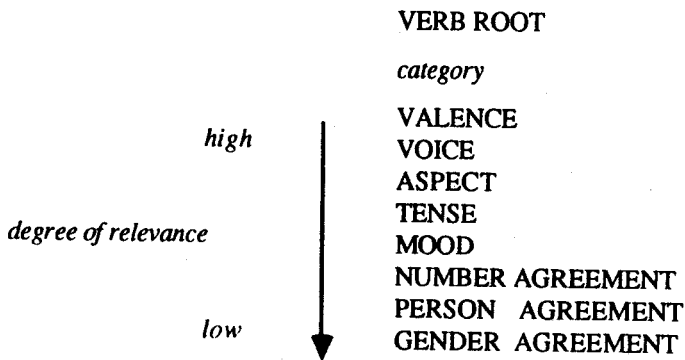 VERB ROOT
category
high
VALENCE
VOICE
ASPECT
TENSE
degree of relevance
MOOD
NUMBER AGREEMENT
PERSON AGREEMENT
low
GENDER AGREEMENT